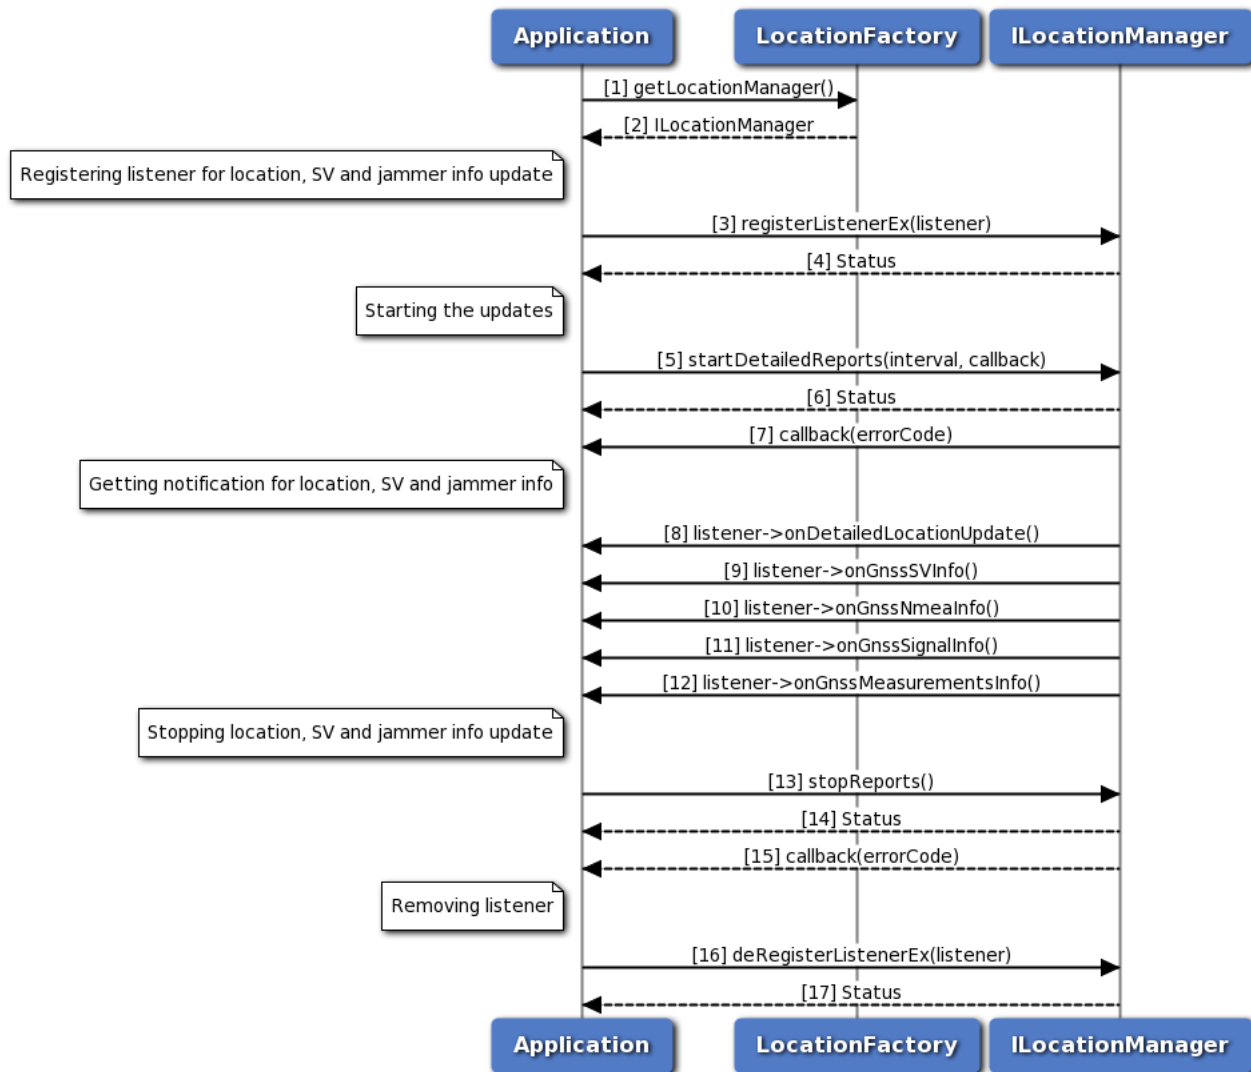 Application
LocationFactory
ILocationManager
[1] getLocationManager()
[2] ILocationManager
Registering listener for location, SV and jammer info update
[3] registerListenerEx(listener)
[4] Status
Starting the updates
[5] startDetailedReports(interval, callback)
[6] Status
[7] callback(errorCode)
Getting notification for location, SV and jammer info
[8] listener->onDetailedLocationUpdate()
[9] listener->onGnssSVInfo()
[10] listener->onGnssNmeaInfo()
[11] listener->onGnssSignalInfo()
[12] listener->onGnssMeasurementsInfo()
Stopping location, SV and jammer info update
[13] stopReports()
[14] Status
[15] callback(errorCode)
Removing listener
[16] deRegisterListenerEx(listener)
[17] Status
Application
LocationFactory
ILocationManager